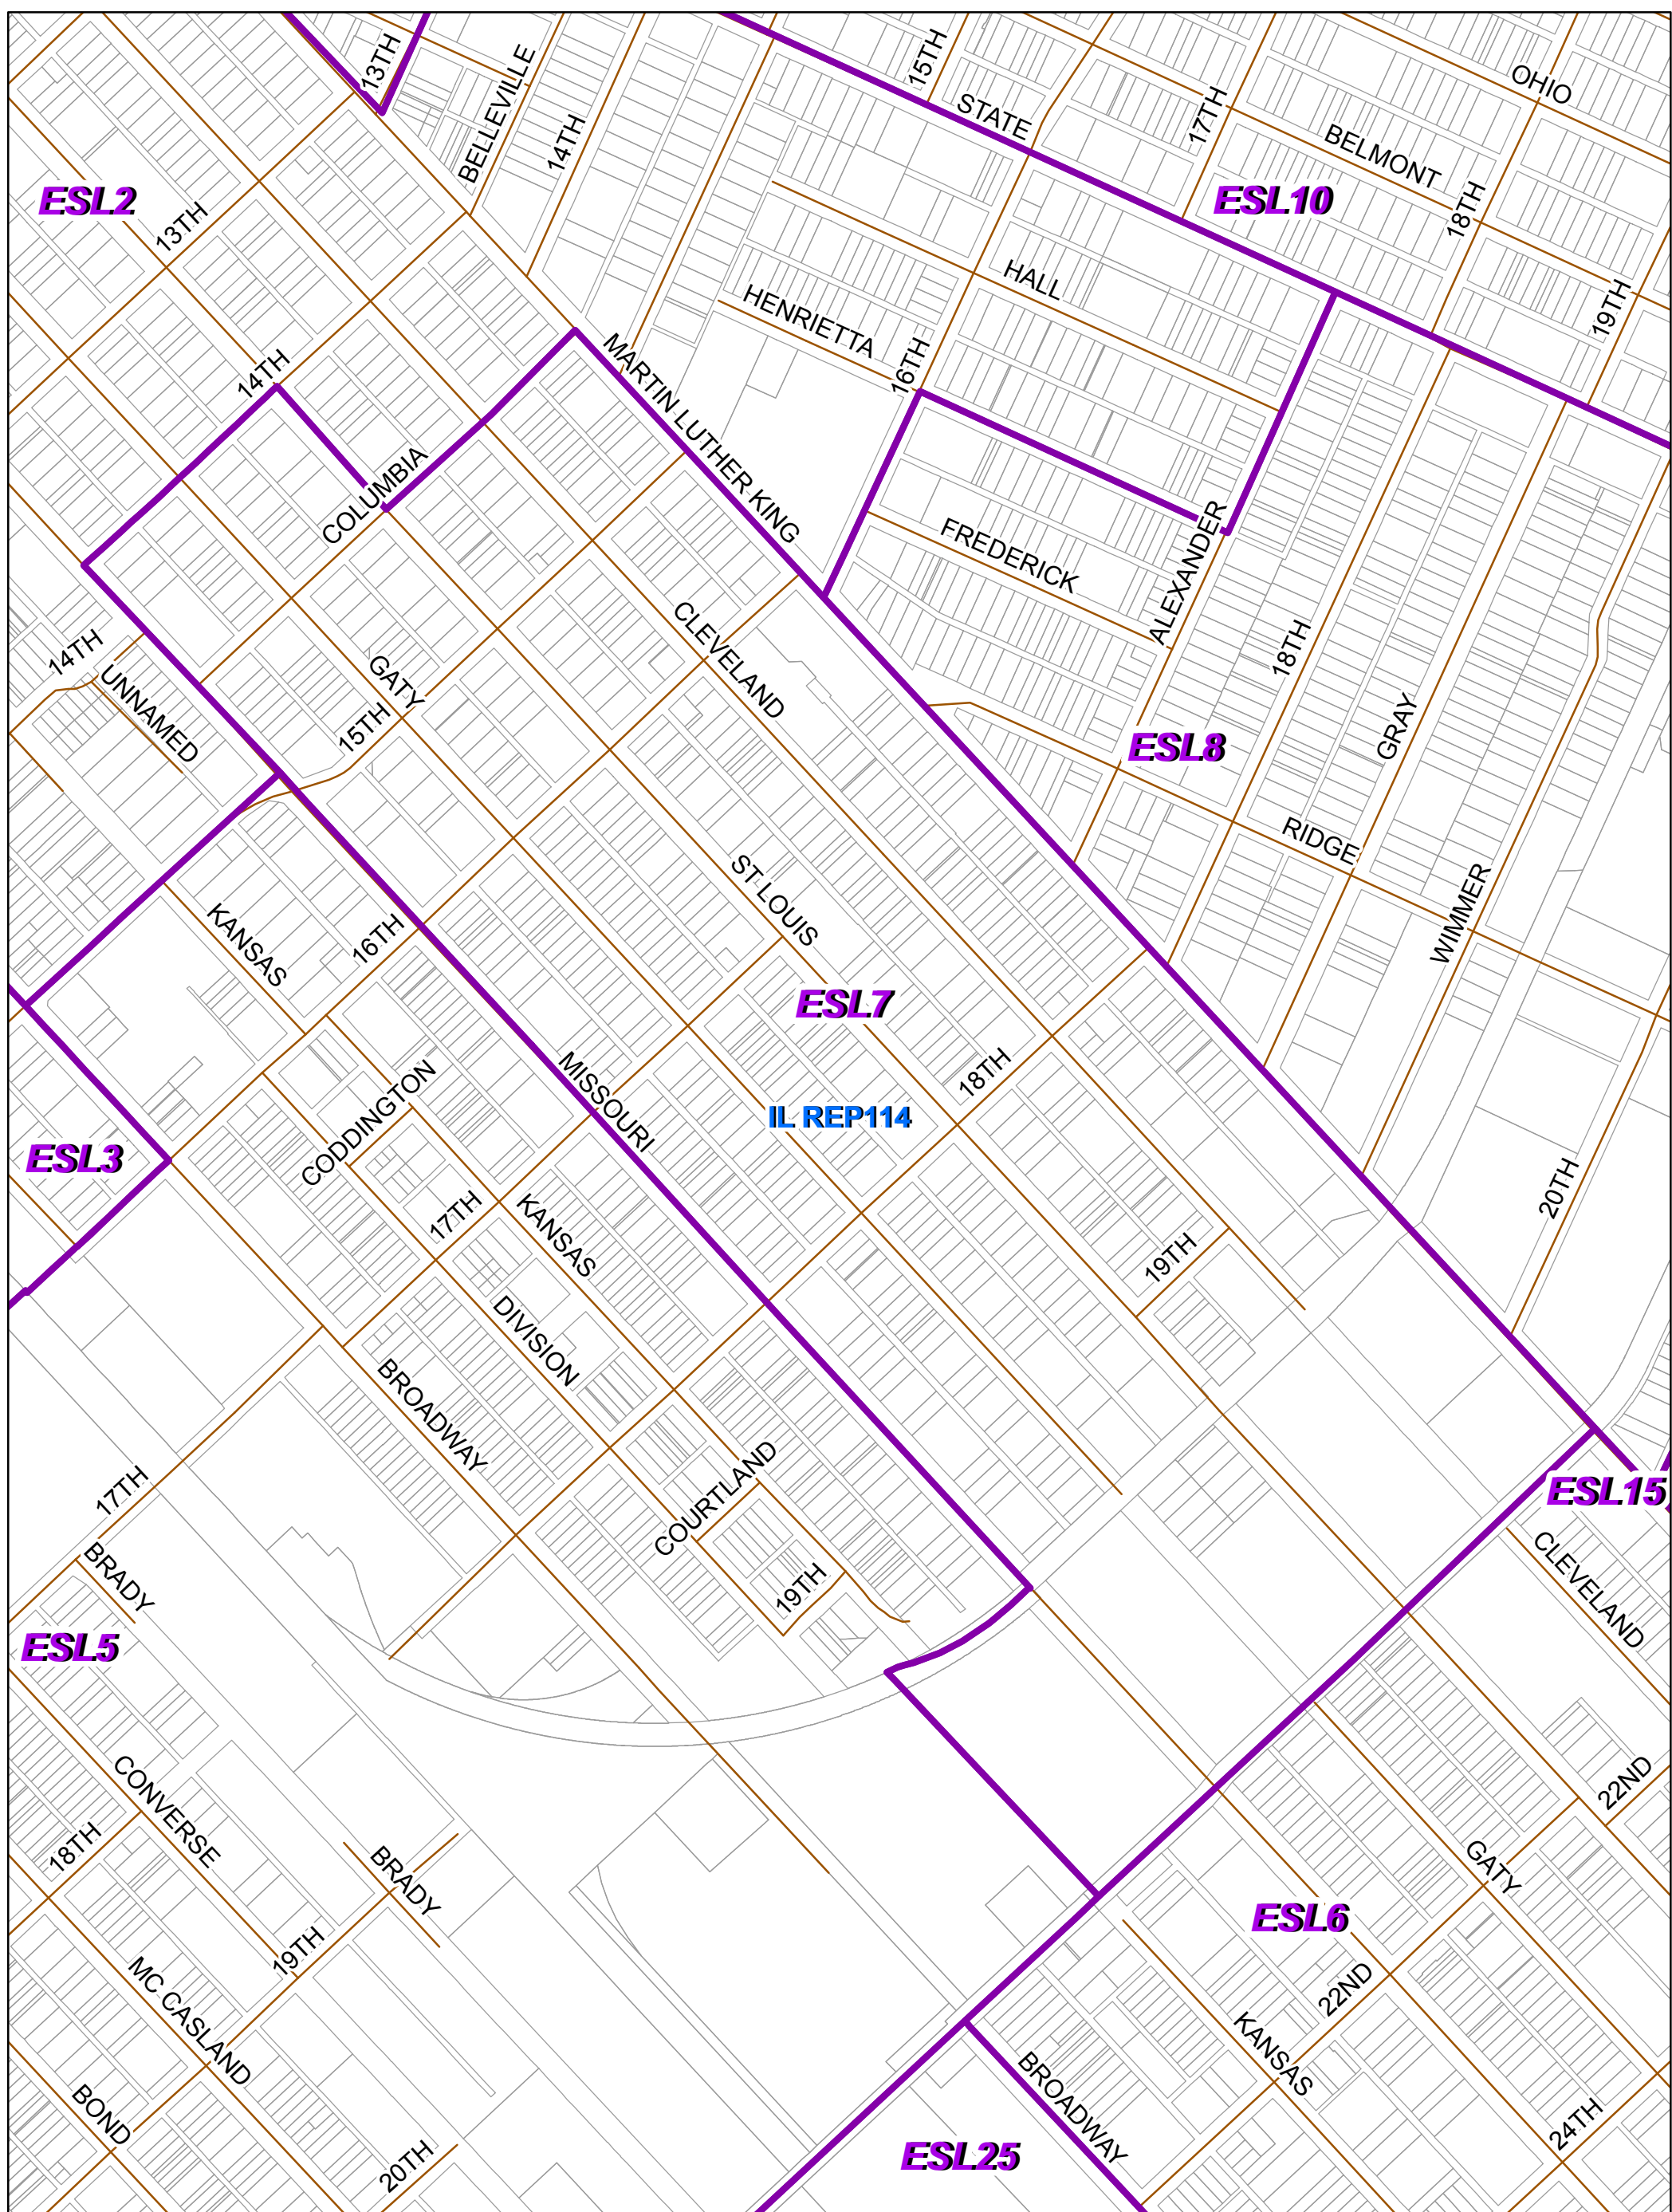 13TH
15TH
OHIO
BELLEVILLE
STATE
17TH
14TH
BELMONT
ESL2
ESL10
18TH
13TH
HALL
19TH
HENRIETTA
14TH
16TH
MARTIN LUTHER KING
COLUMBIA
FREDERICK
ALEXANDER
CLEVELAND
14TH
18TH
UNNAMED
GATY
15TH
GRAY
ESL8
RIDGE
ST LOUIS
WIMMER
KANSAS
16TH
ESL7
18TH
MISSOURI
IL REP114
CODDINGTON
ESL3
20TH
17TH
KANSAS
19TH
DIVISION
BROADWAY
17TH
COURTLAND
ESL15
BRADY
19TH
CLEVELAND
ESL5
22ND
CONVERSE
18TH
BRADY
GATY
ESL6
19TH
22ND
MC CASLAND
KANSAS
BOND
BROADWAY
24TH
20TH
ESL25